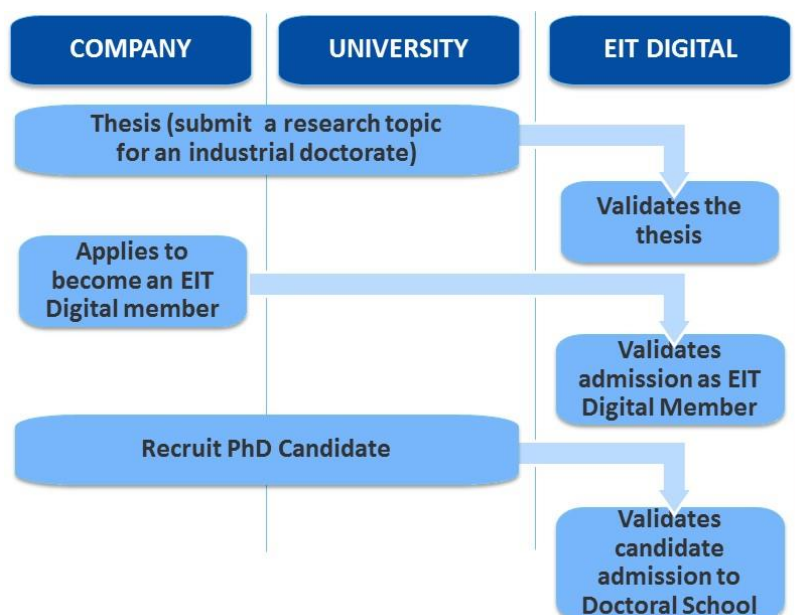 COMPANY
UNIVERSITY
EIT DIGITAL
Thesis (submit a research topic
for an industrial doctorate)
Validates the
thesis
Applies to
become an EIT
Digital member
Validates
admission as EIT
Digital Member
Recruit PhD Candidate
Validates
candidate
admission to
Doctoral School